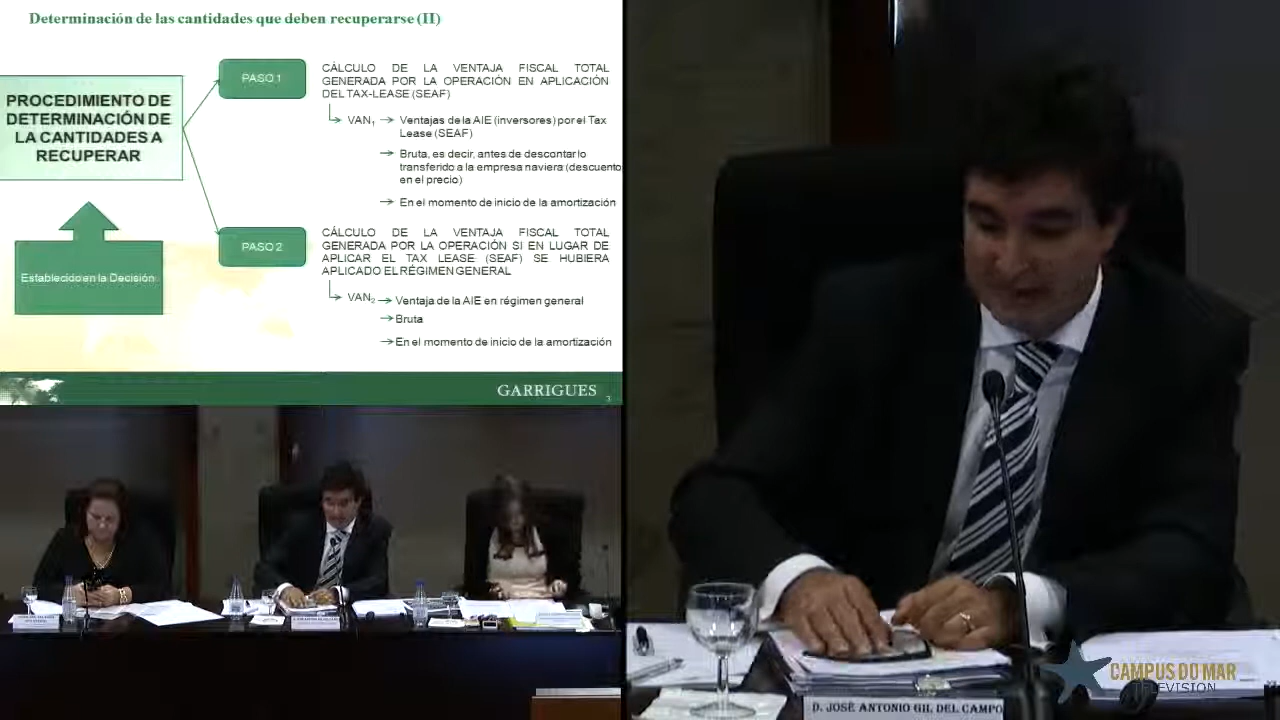 Determinación de las cantidades que deben recuperarse (II)
PROCEDIMIENTO DE
DETERMINACIÓN DE
LA CANTIDADES A
RECUPERAR
Establecido en la Decisión
PASO 1
CÁLCULO DE LA VENTAJA FISCAL TOTAL
GENERADA POR LA OPERACIÓN EN APLICACIÓN
DEL TAX-LEASE (SEAF)
VAN1
Ventajas de la AIE (inversores) por el Tax
Lease (SEAF)
Bruta, es decir, antes de descontar lo
transferido a la empresa naviera (descuento
en el precio)
En el momento de inicio de la amortización
PASO 2
CÁLCULO DE LA VENTAJA FISCAL TOTAL
GENERADA POR LA OPERACIÓN SI EN LUGAR DE
APLICAR EL TAX LEASE (SEAF) SE HUBIERA
APLICADO EL RÉGIMEN GENERAL
VAN2
Ventaja de la AIE en régimen general
Bruta
En el momento de inicio de la amortización
GARRIGUES
3
D. JOSÉ ANTONIO GIL DEL CAMPO
CAMPUS DO MAR
TELEVISION